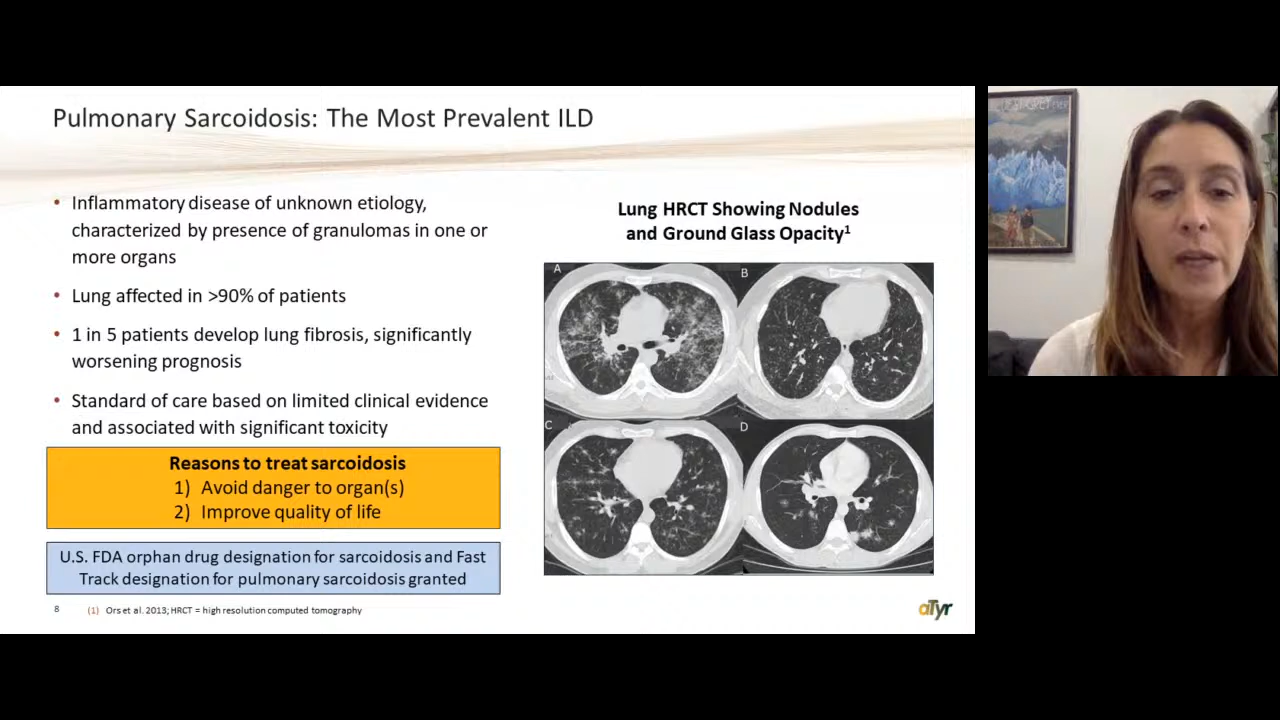 Pulmonary Sarcoidosis: The Most Prevalent ILD
• Inflammatory disease of unknown etiology,
characterized by presence of granulomas in one or
more organs
• Lung affected in >90% of patients
• 1 in 5 patients develop lung fibrosis, significantly
worsening prognosis
• Standard of care based on limited clinical evidence
and associated with significant toxicity
Reasons to treat sarcoidosis
1) Avoid danger to organ(s)
2) Improve quality of life
U.S. FDA orphan drug designation for sarcoidosis and Fast
Track designation for pulmonary sarcoidosis granted
Lung HRCT Showing Nodules
and Ground Glass Opacity1
A
B
C
D
8
(1) Ors et al. 2013; HRCT = high resolution computed tomography
aTyr